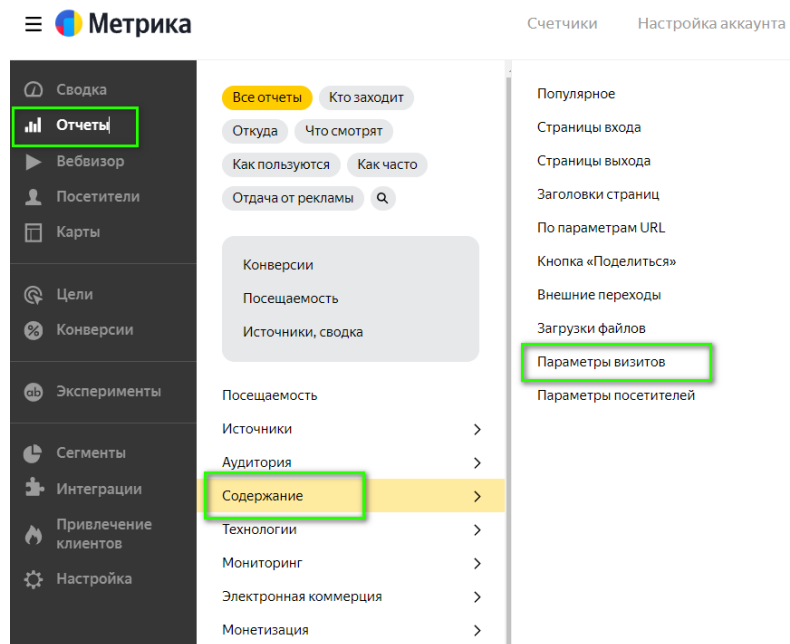 Метрика
Счетчики
Настройка аккаунта
Сводка
Отчеты
Вебвизор
Посетители
Карты
Цели
Конверсии
Эксперименты
Сегменты
Интеграции
Привлечение
клиентов
Настройка
Все отчеты
Кто заходит
Откуда
Что смотрят
Как пользуются
Как часто
Отдача от рекламы
Конверсии
Посещаемость
Источники, сводка
Посещаемость
Источники
Аудитория
Содержание
Технологии
Мониторинг
Электронная коммерция
Монетизация
Популярное
Страницы входа
Страницы выхода
Заголовки страниц
По параметрам URL
Кнопка «Поделиться»
Внешние переходы
Загрузки файлов
Параметры визитов
Параметры посетителей